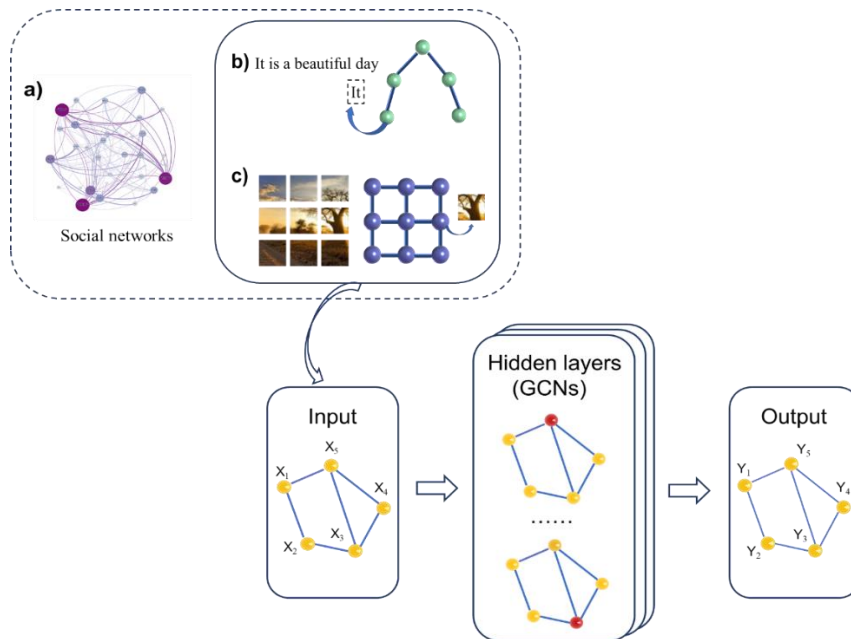 a)
Social networks
b) It is a beautiful day
It
c)
Input
X5
X1
X4
X3
X2
Hidden layers
(GCNs)
......
Output
Y5
Y1
Y4
Y3
Y2